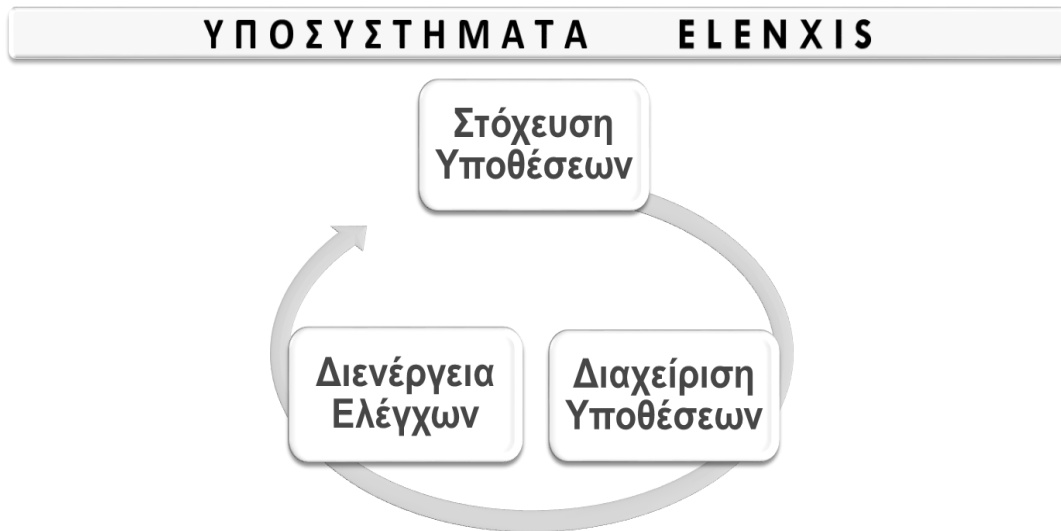 ΥΠΟΣΥΣΤΗΜΑΤΑ ELENXIS
Στόχευση
Υποθέσεων
Διενέργεια
Ελέγχων
Διαχείριση
Υποθέσεων